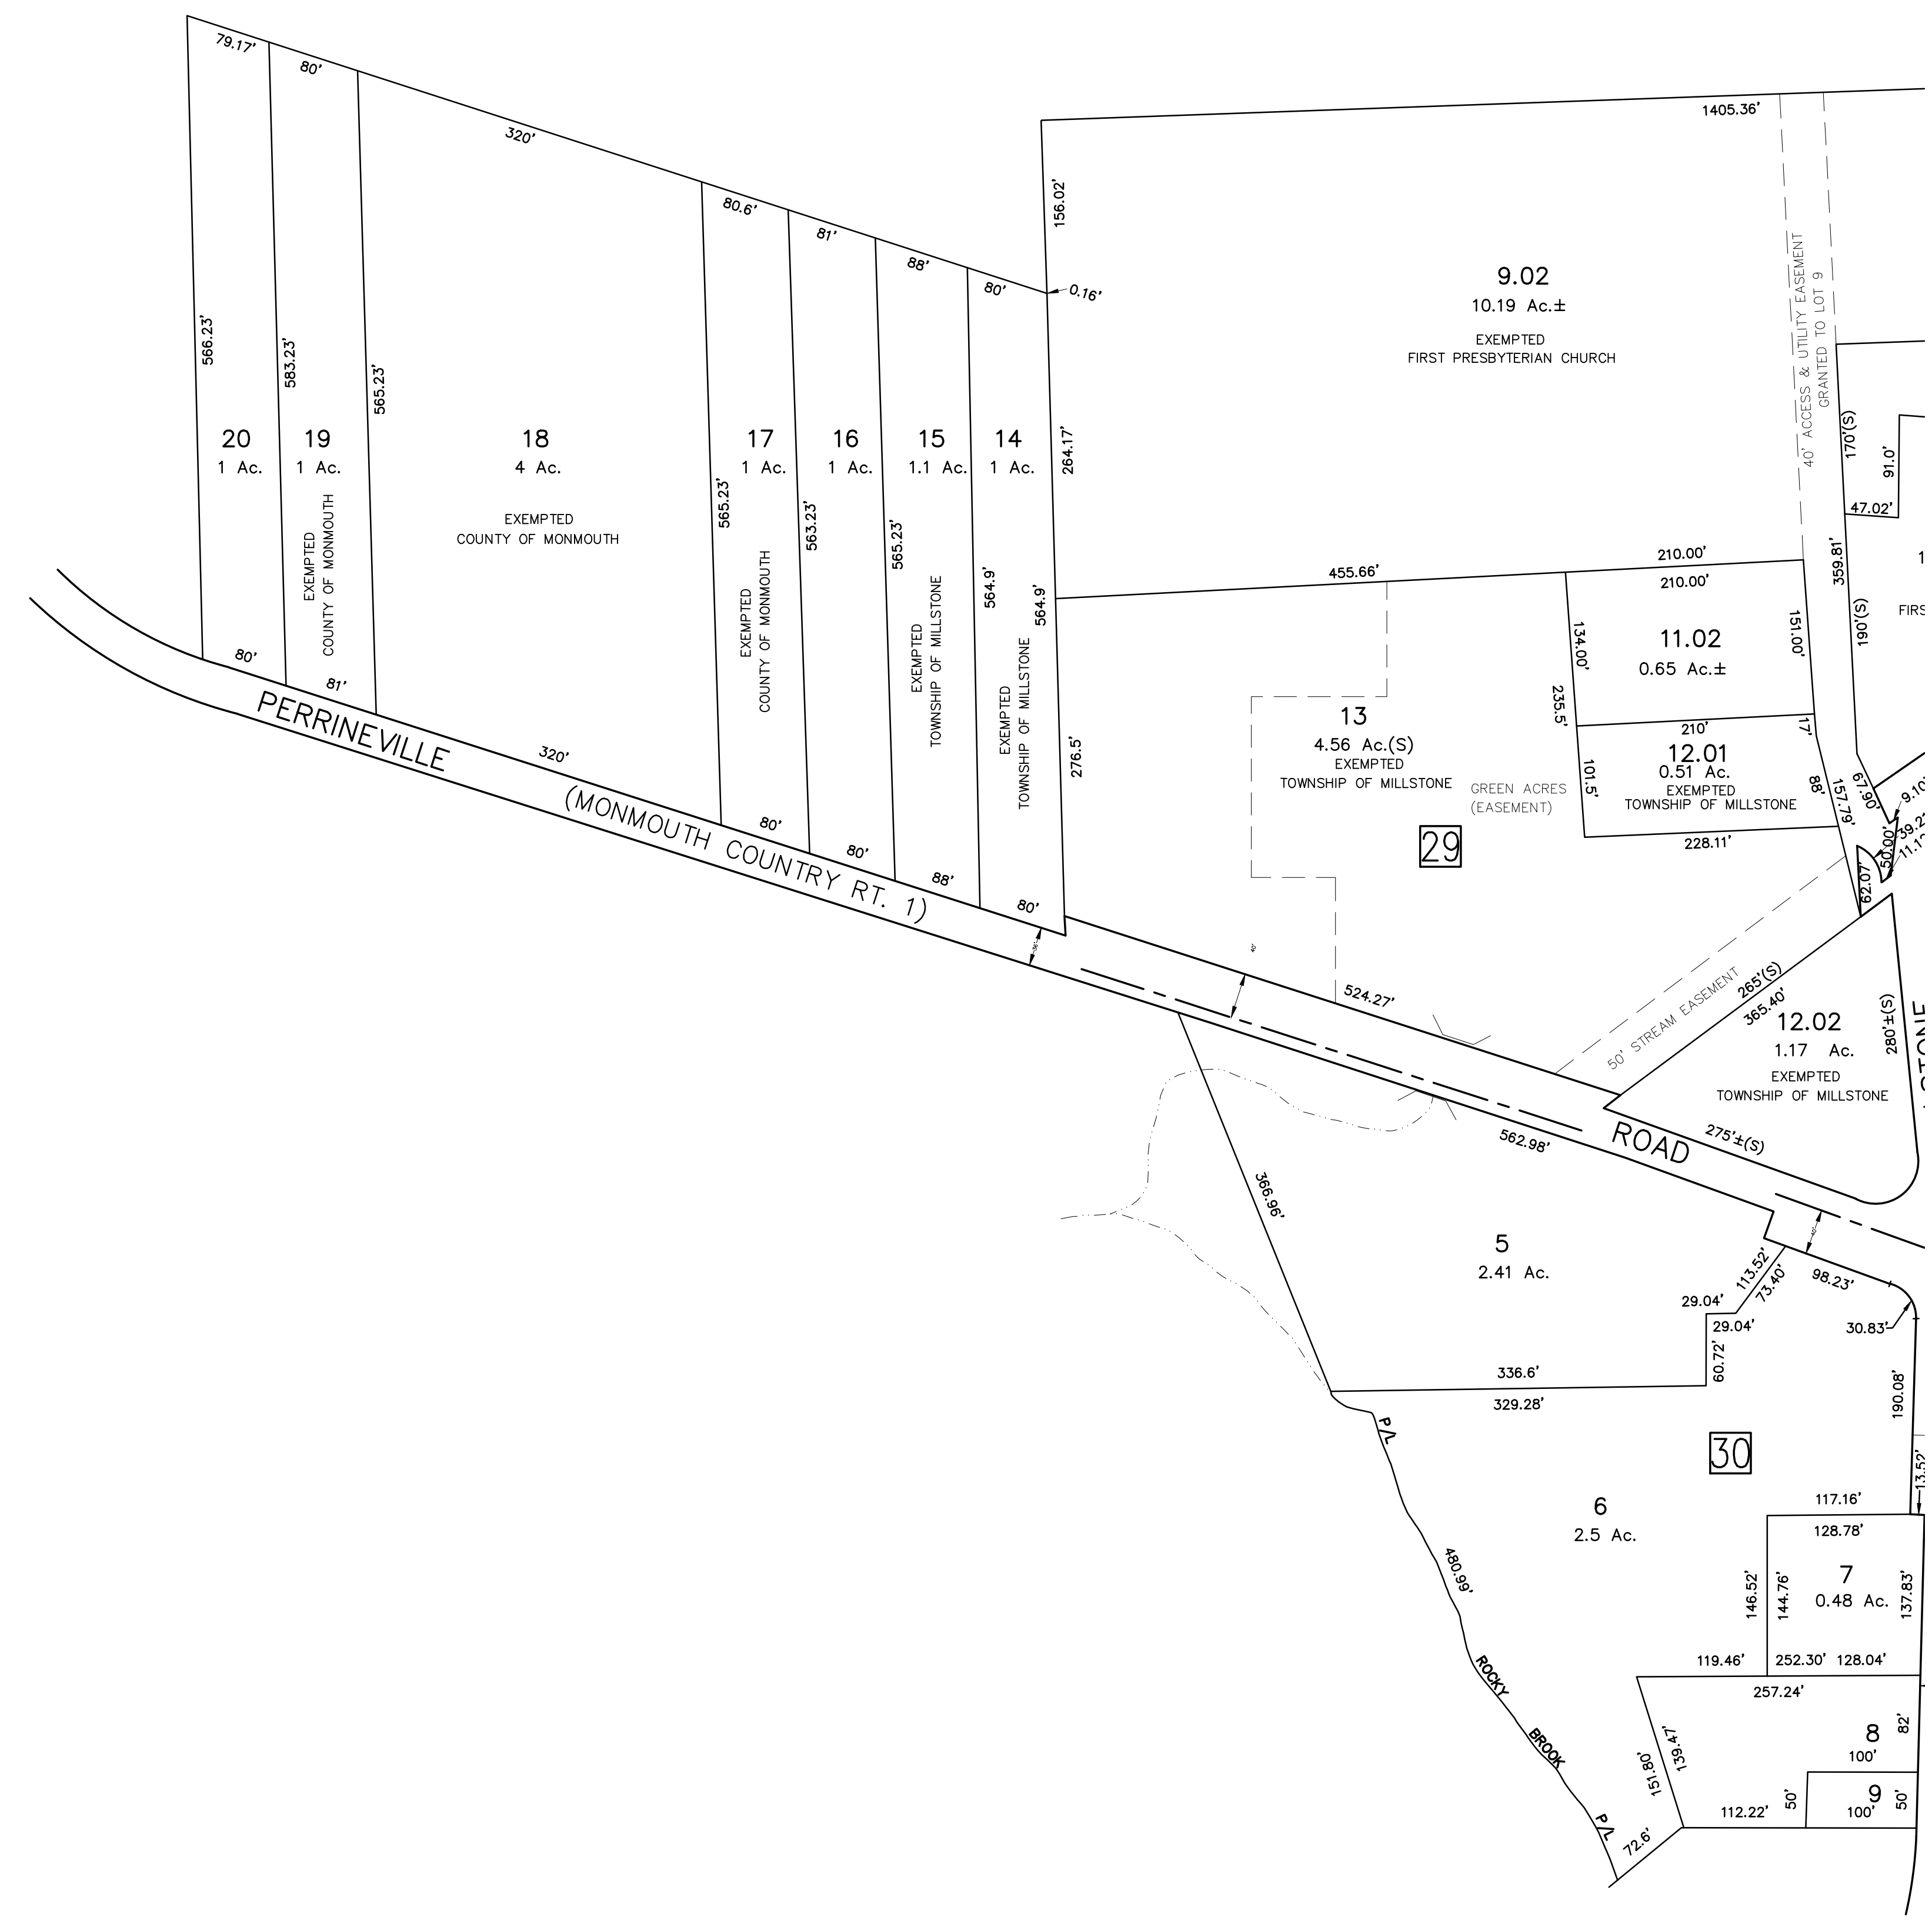 79.17'
80'
320'
80.6'
81'
88'
80'
0.16'
156.02'
1405.36'
566.23'
583.23'
565.23'
20
1 Ac.
19
1 Ac.
EXEMPTED
COUNTY OF MONMOUTH
18
4 Ac.
EXEMPTED
COUNTY OF MONMOUTH
17
1 Ac.
565.23'
EXEMPTED
COUNTY OF MONMOUTH
16
1 Ac.
563.23'
15
1.1 Ac.
565.23'
EXEMPTED
TOWNSHIP OF MILLSTONE
14
1 Ac.
564.9'
564.9'
EXEMPTED
TOWNSHIP OF MILLSTONE
264.17'
276.5'
9.02
10.19 Ac.±
EXEMPTED
FIRST PRESBYTERIAN CHURCH
40' ACCESS & UTILITY EASEMENT
GRANTED TO LOT 9
170'(S)
91.0'
47.02'
359.81'
190'(S)
1
FIRS
455.66'
210.00'
210.00'
134.00'
151.00'
11.02
0.65 Ac.±
235.5'
210'
17'
12.01
0.51 Ac.
EXEMPTED
TOWNSHIP OF MILLSTONE
101.5'
88'
157.79'
67.90'
9.10'
39.2
11.1
50.00'
62.07'
228.11'
13
4.56 Ac.(S)
EXEMPTED
TOWNSHIP OF MILLSTONE
GREEN ACRES
(EASEMENT)
29
80'
81'
320'
80'
80'
88'
80'
PERRINEVILLE
(MONMOUTH COUNTRY RT. 1)
ROAD
36'
40'
524.27'
50' STREAM EASEMENT
265'(S)
365.40'
12.02
1.17 Ac.
EXEMPTED
TOWNSHIP OF MILLSTONE
280'±(S)
275'±(S)
STONE
562.98'
366.96'
5
2.41 Ac.
113.52'
73.40'
98.23'
29.04'
29.04'
30.83'
60.72'
336.6'
329.28'
190.08'
P/L
30
13.52'
6
2.5 Ac.
117.16'
128.78'
480.99'
146.52'
144.76'
7
0.48 Ac.
137.83'
119.46'
252.30'
128.04'
257.24'
ROCKY
BROOK
P/L
151.80'
139.47'
8
82'
100'
9
50'
50'
100'
112.22'
72.6'